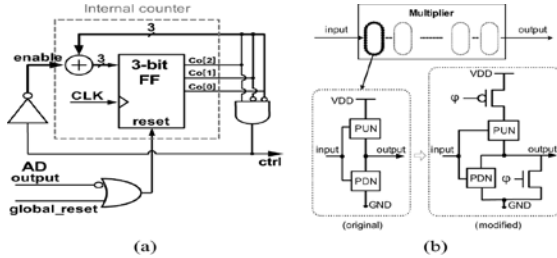 Internal counter
3
enable
3
3-bit
FF
Co[2]
Co[1]
Co[0]
CLK
reset
ctrl
AD
output
global_reset
(a)
Multiplier
input
output
VDD
PUN
input
output
PDN
GND
(original)
VDD
φ
PUN
input
output
PDN
φ
GND
(modified)
(b)